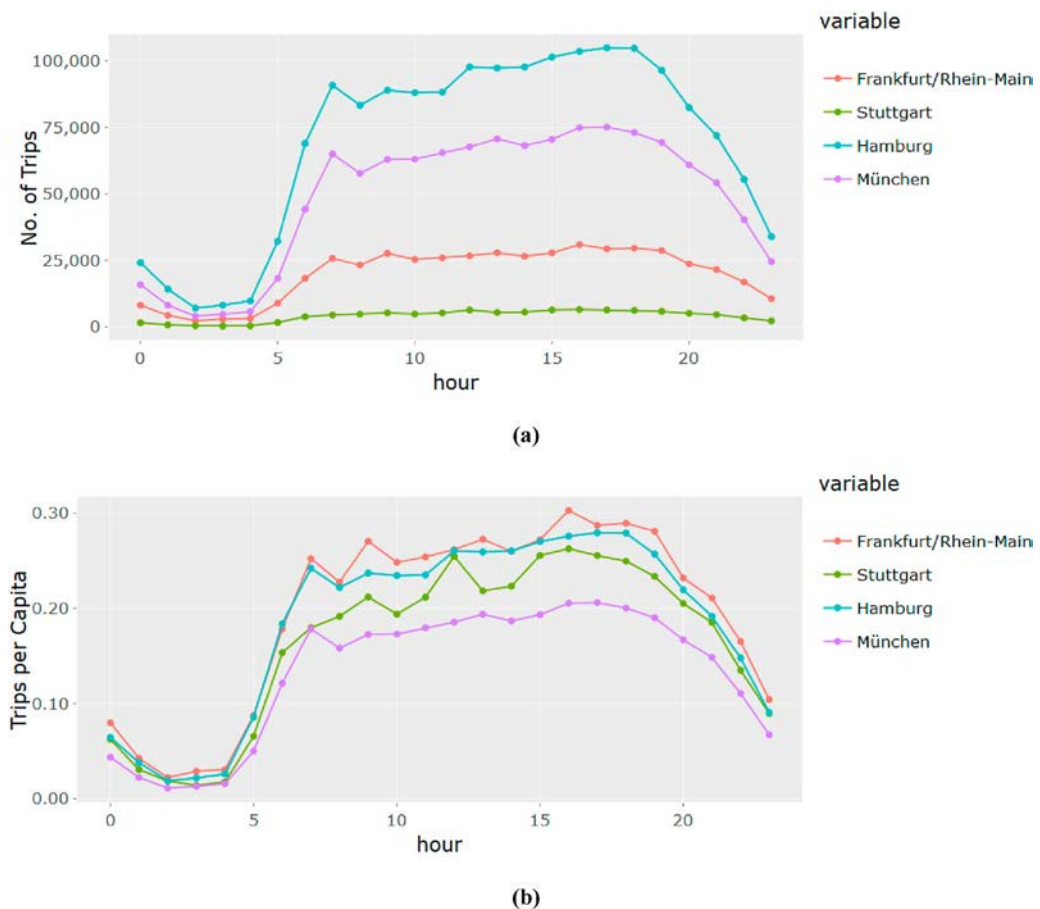 variable
Frankfurt/Rhein-Main
Stuttgart
Hamburg
München
No. of Trips
100,000
75,000
50,000
25,000
0
0 5 10 15 20
hour
(a)
variable
Frankfurt/Rhein-Main
Stuttgart
Hamburg
München
Trips per Capita
0.30
0.20
0.10
0.00
0 5 10 15 20
hour
(b)